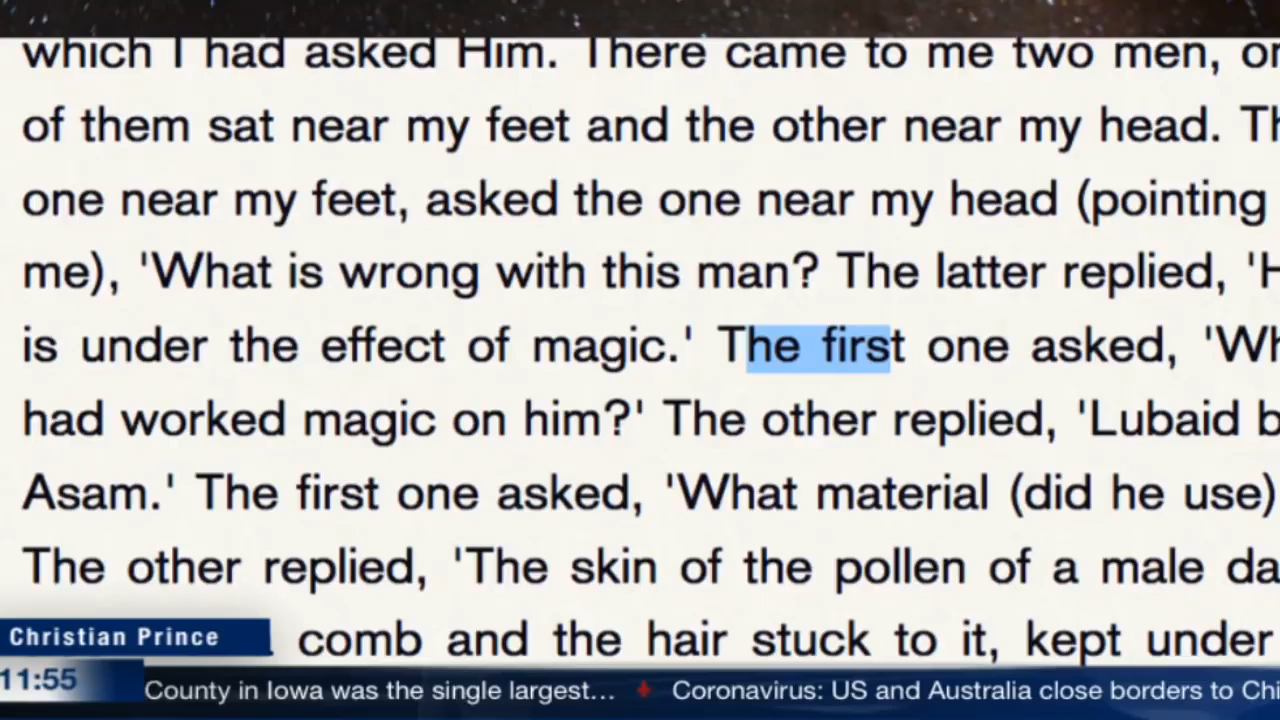 which I had asked Him. There came to me two men,
of them sat near my feet and the other near my head.
one near my feet, asked the one near my head (pointing
me), 'What is wrong with this man? The latter replied,
is under the effect of magic.' The first one asked,
had worked magic on him?' The other replied, 'Lubaid
Asam.' The first one asked, 'What material (did he use)
The other replied, 'The skin of the pollen of a male
comb and the hair stuck to it, kept under
Christian Prince
11:55
County in Iowa was the single largest... Coronavirus: US and Australia close borders to